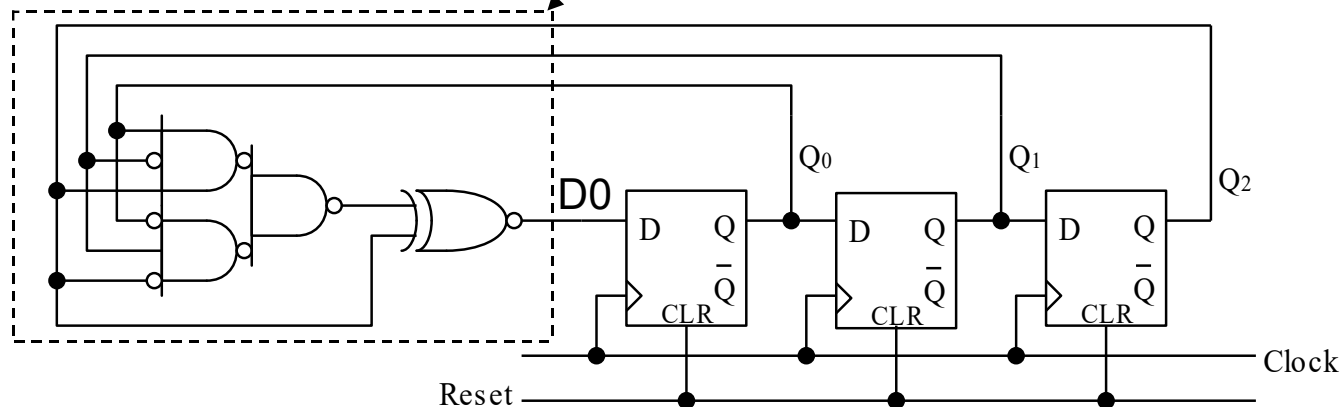 Q0
Q1
Q2
D0
D Q
D Q
D Q
Q̅
Q̅
Q̅
CLR
CLR
CLR
Clock
Reset